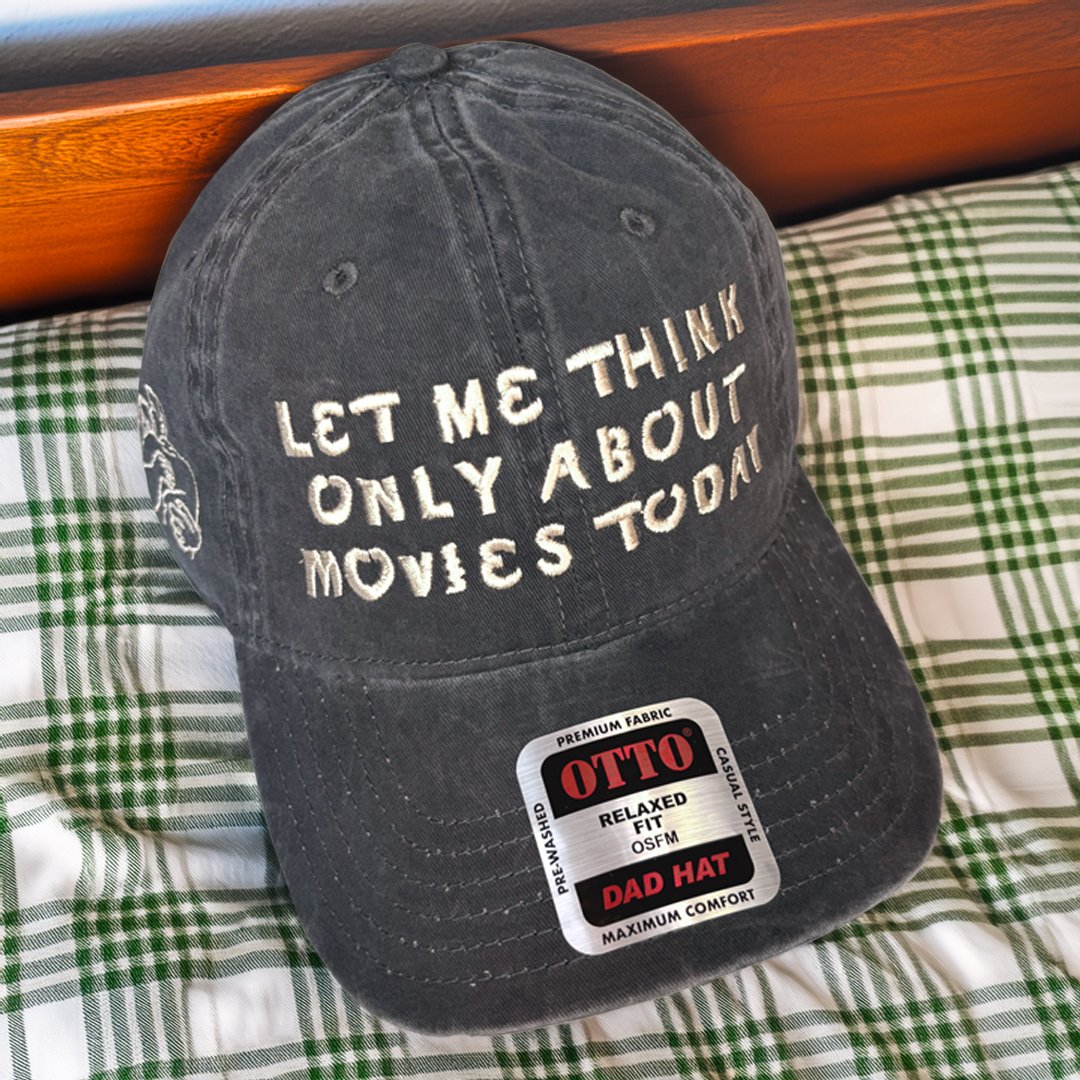 LET ME THINK
ONLY ABOUT
MOVIES TODAY
PREMIUM FABRIC
OTTO®
CASUAL STYLE
PRE-WASHED
RELAXED
FIT
OSFM
DAD HAT
MAXIMUM COMFORT